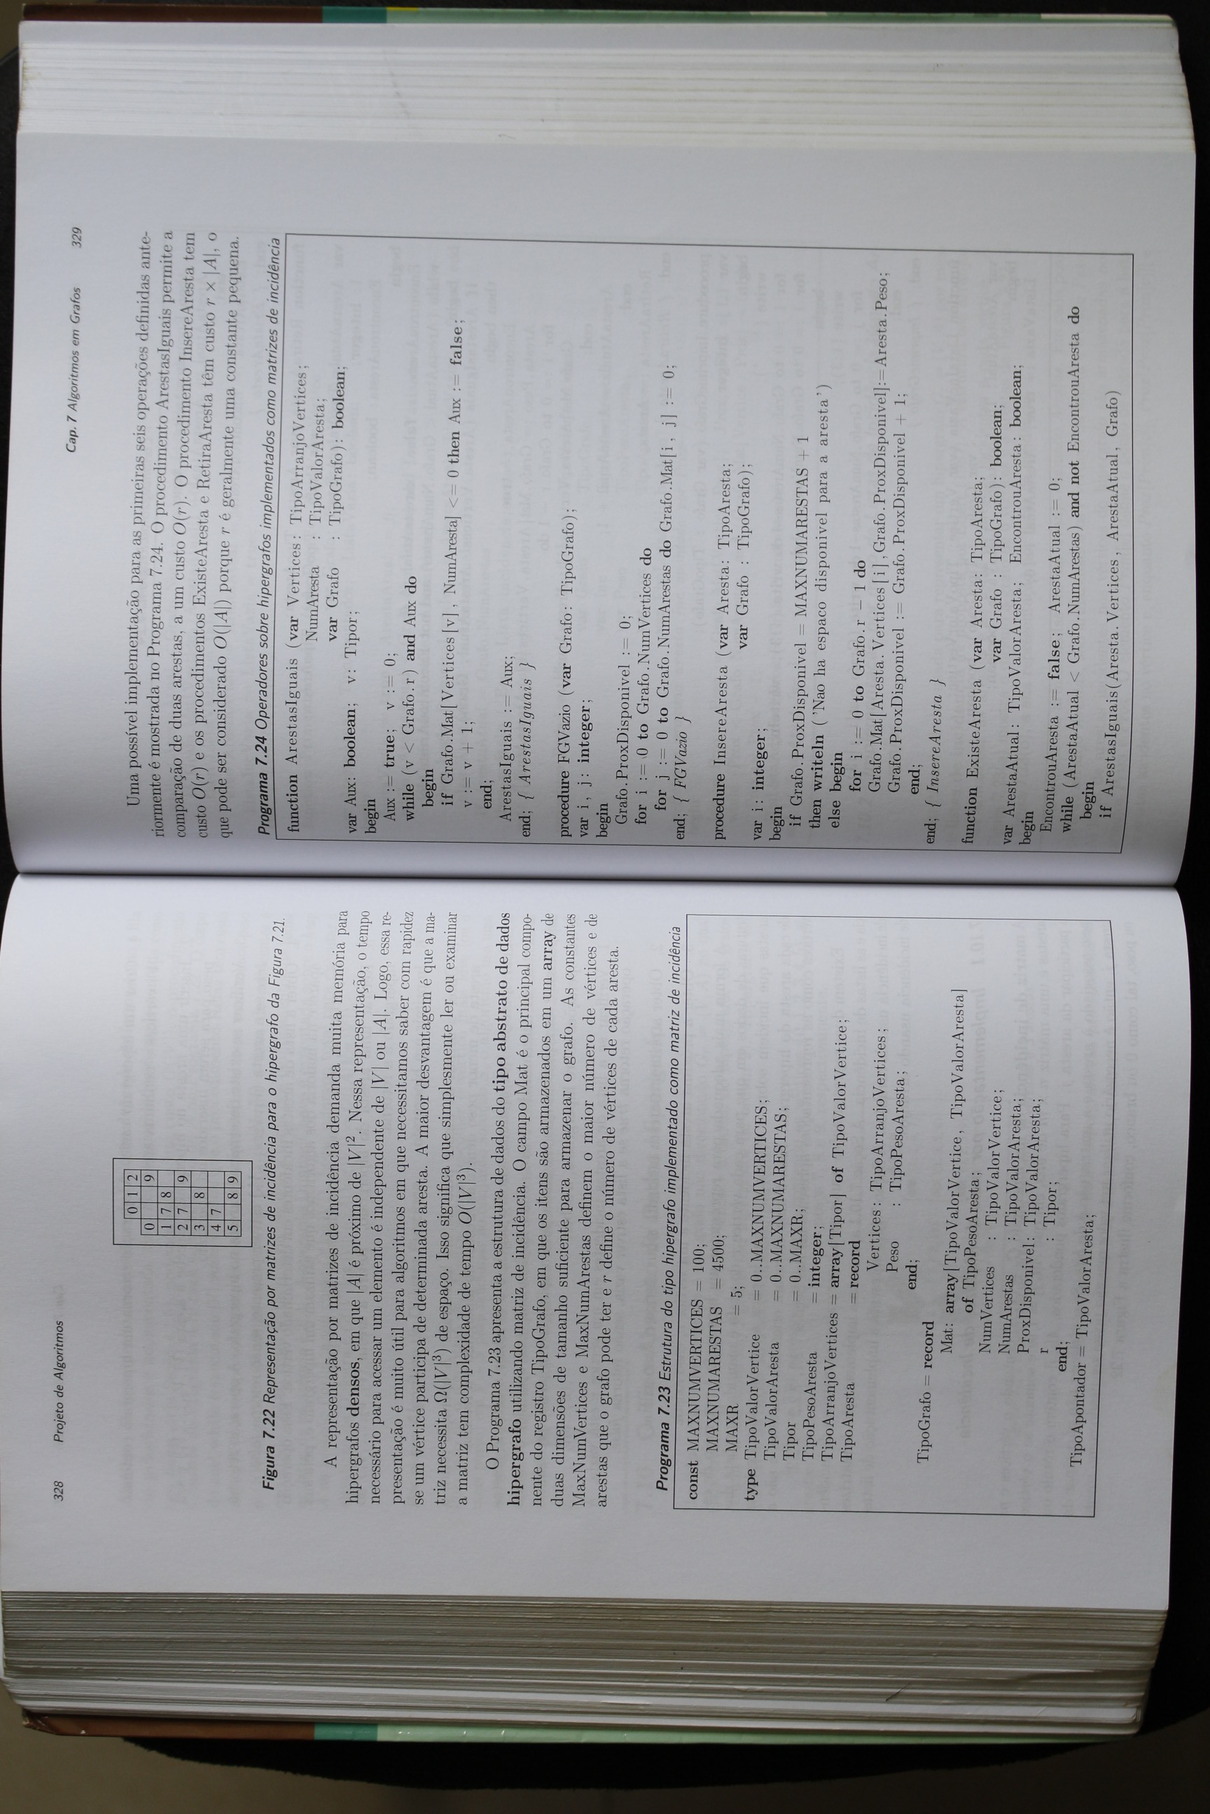 328 Projeto de Algoritmos
0 1 2
0 9
1 7 8
2 7 9
3 8
4 7
5 8 9
Figura 7.22 Representação por matrizes de incidência para o hipergrafo da Figura 7.21.
A representação por matrizes de incidência demanda muita memória para
hipergrafos densos, em que |A| é próximo de |V|². Nessa representação, o tempo
necessário para acessar um elemento é independente de |V| ou |A|. Logo, essa re-
presentação é muito útil para algoritmos em que necessitamos saber com rapidez
se um vértice participa de determinada aresta. A maior desvantagem é que a ma-
triz necessita Ω(|V|³) de espaço. Isso significa que simplesmente ler ou examinar
a matriz tem complexidade de tempo O(|V|³).
O Programa 7.23 apresenta a estrutura de dados do tipo abstrato de dados
hipergrafo utilizando matriz de incidência. O campo Mat é o principal compo-
nente do registro TipoGrafo, em que os itens são armazenados em um array de
duas dimensões de tamanho suficiente para armazenar o grafo. As constantes
MaxNumVertices e MaxNumArestas definem o maior número de vértices e de
arestas que o grafo pode ter e r define o número de vértices de cada aresta.
Programa 7.23 Estrutura do tipo hipergrafo implementado como matriz de incidência
const MAXNUMVERTICES = 100;
MAXNUMARESTAS = 4500;
MAXR = 5;
type TipoValorVertice = 0..MAXNUMVERTICES;
TipoValorAresta = 0..MAXNUMARESTAS;
Tipor = 0..MAXR;
TipoPesoAresta = integer;
TipoArranjoVertices = array[Tipor] of TipoValorVertice;
TipoAresta = record
Vertices: TipoArranjoVertices;
Peso : TipoPesoAresta;
end;
TipoGrafo = record
Mat: array[TipoValorVertice, TipoValorAresta]
of TipoPesoAresta;
NumVertices : TipoValorVertice;
NumArestas : TipoValorAresta;
ProxDisponivel: TipoValorAresta;
r : Tipor;
end;
TipoApontador = TipoValorAresta;
Cap. 7 Algoritmos em Grafos 329
Uma possível implementação para as primeiras seis operações definidas ante-
riormente é mostrada no Programa 7.24. O procedimento ArestasIguais permite a
comparação de duas arestas, a um custo O(r). O procedimento InsereAresta tem
custo O(r) e os procedimentos ExisteAresta e RetiraAresta têm custo r × |A|, o
que pode ser considerado O(|A|) porque r é geralmente uma constante pequena.
Programa 7.24 Operadores sobre hipergrafos implementados como matrizes de incidência
function ArestasIguais (var Vertices: TipoArranjoVertices;
NumAresta : TipoValorAresta;
var Grafo : TipoGrafo): boolean;
var Aux: boolean; v: Tipor;
begin
Aux := true; v := 0;
while (v < Grafo.r) and Aux do
begin
if Grafo.Mat[Vertices[v], NumAresta] <= 0 then Aux := false;
v := v + 1;
end;
ArestasIguais := Aux;
end; { ArestasIguais }
procedure FGVazio (var Grafo: TipoGrafo);
var i, j: integer;
begin
Grafo.ProxDisponivel := 0;
for i := 0 to Grafo.NumVertices do
for j := 0 to Grafo.NumArestas do Grafo.Mat[i, j] := 0;
end; { FGVazio }
procedure InsereAresta (var Aresta: TipoAresta;
var Grafo : TipoGrafo);
var i: integer;
begin
if Grafo.ProxDisponivel = MAXNUMARESTAS + 1
then writeln ('Nao ha espaco disponivel para a aresta')
else begin
for i := 0 to Grafo.r - 1 do
Grafo.Mat[Aresta.Vertices[i],Grafo.ProxDisponivel]:=Aresta.Peso;
Grafo.ProxDisponivel := Grafo.ProxDisponivel + 1;
end;
end; { InsereAresta }
function ExisteAresta (var Aresta: TipoAresta;
var Grafo : TipoGrafo): boolean;
var ArestaAtual: TipoValorAresta; EncontrouAresta: boolean;
begin
EncontrouAresta := false; ArestaAtual := 0;
while (ArestaAtual < Grafo.NumArestas) and not EncontrouAresta do
begin
if ArestasIguais(Aresta.Vertices, ArestaAtual, Grafo)